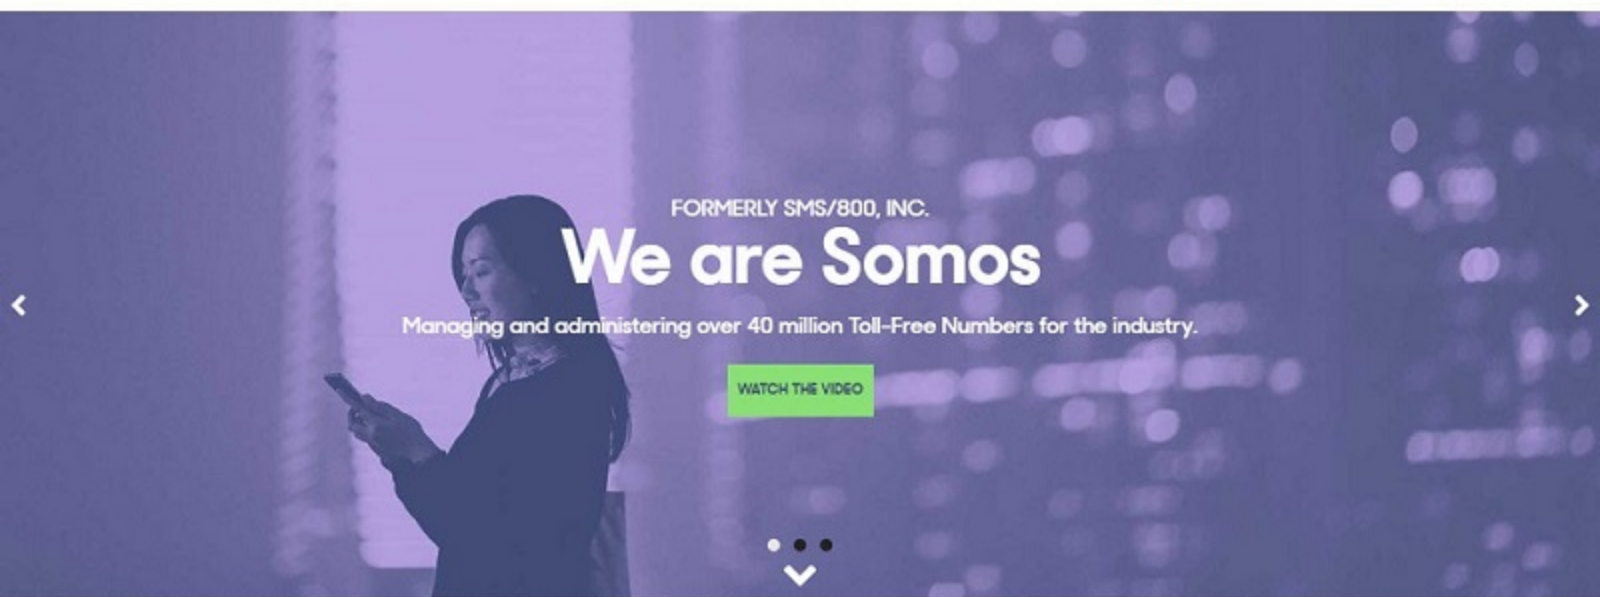 FORMERLY SMS/800, INC.
We are Somos
Managing and administering over 40 million Toll-Free Numbers for the industry.
WATCH THE VIDEO